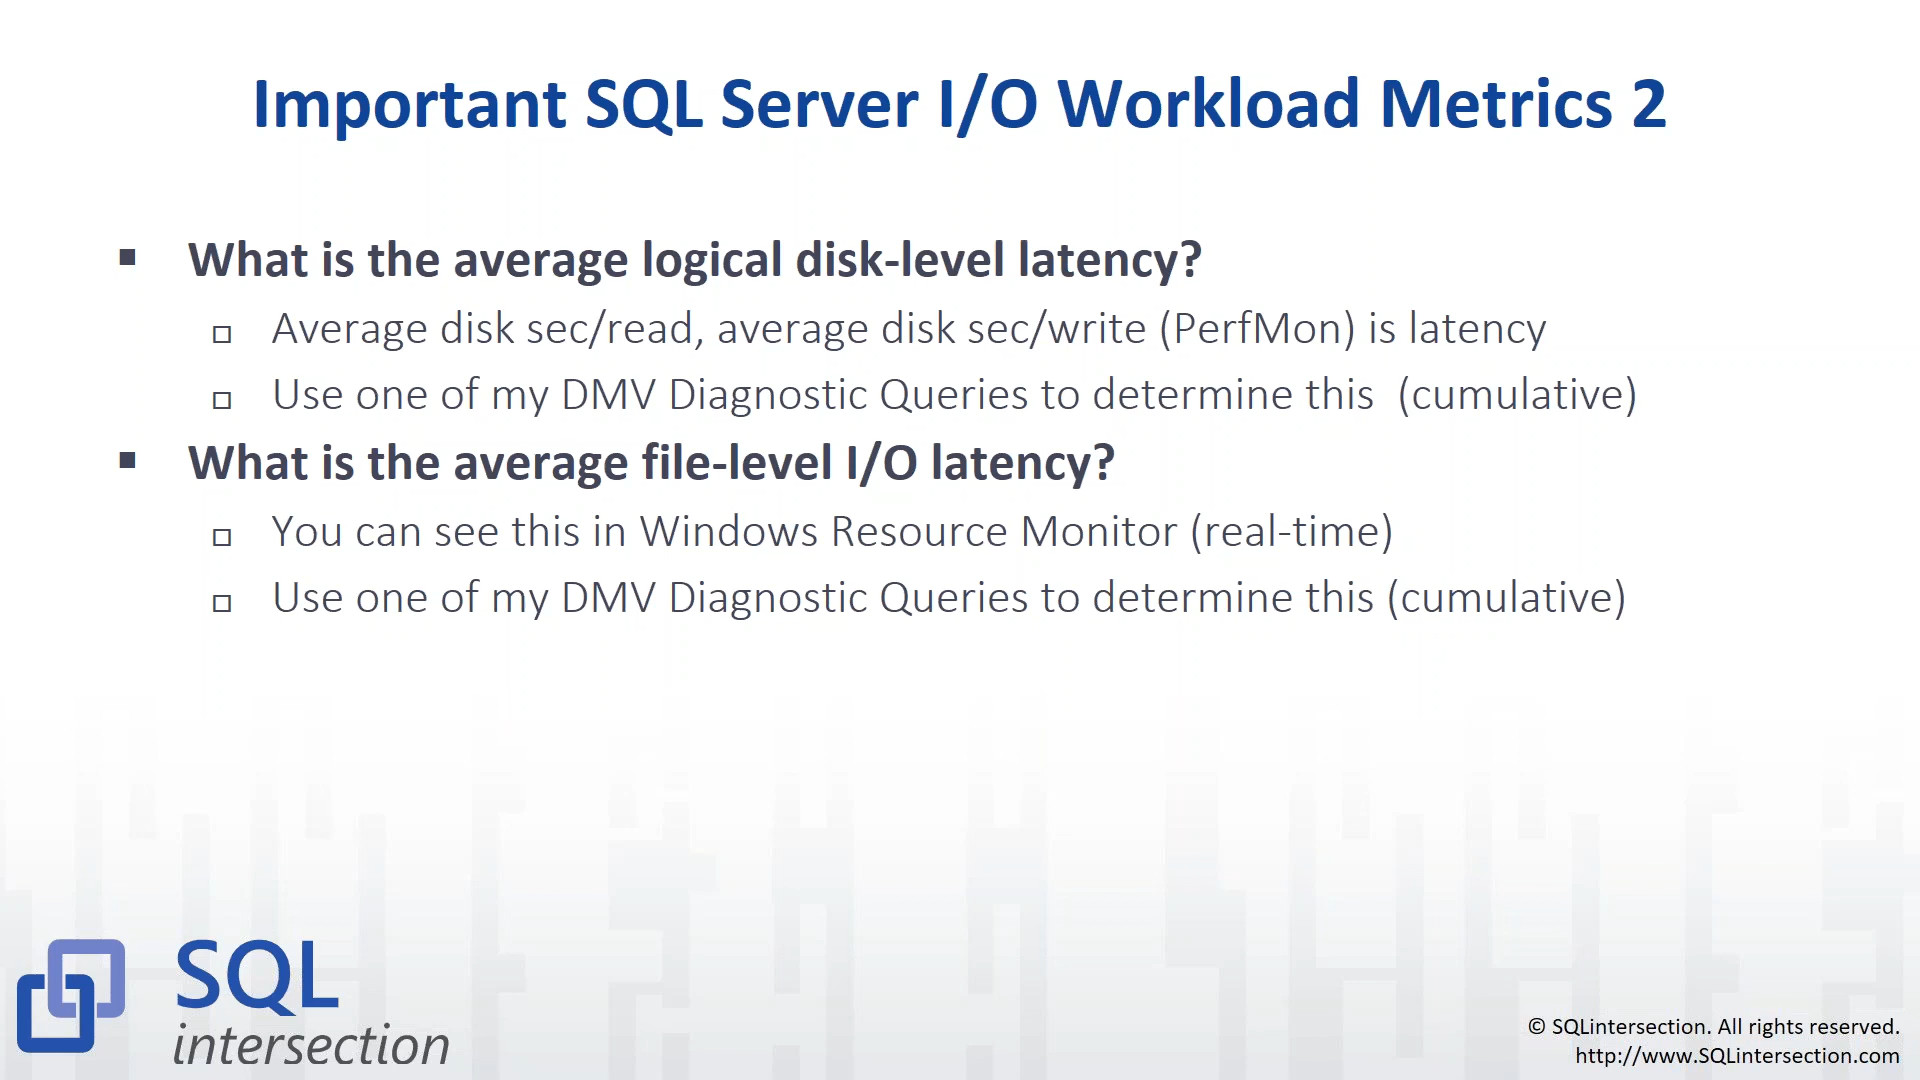 Important SQL Server I/O Workload Metrics 2
▪ What is the average logical disk-level latency?
▫ Average disk sec/read, average disk sec/write (PerfMon) is latency
▫ Use one of my DMV Diagnostic Queries to determine this  (cumulative)
▪ What is the average file-level I/O latency?
▫ You can see this in Windows Resource Monitor (real-time)
▫ Use one of my DMV Diagnostic Queries to determine this (cumulative)
SQL
intersection
© SQLintersection. All rights reserved.
http://www.SQLintersection.com